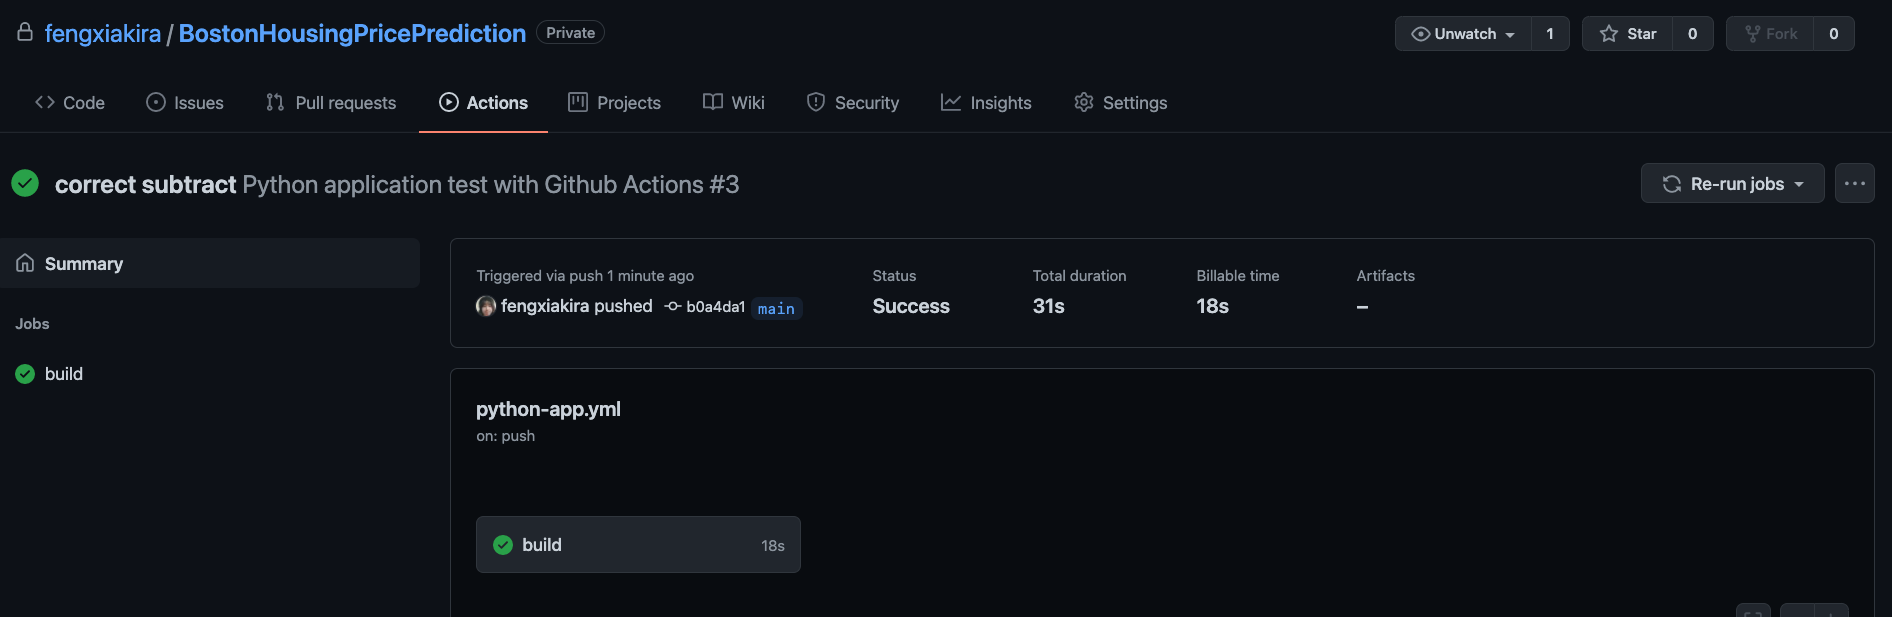 fengxiakira / BostonHousingPricePrediction Private
Unwatch 1 Star 0 Fork 0
Code Issues Pull requests Actions Projects Wiki Security Insights Settings
correct subtract Python application test with Github Actions #3
Re-run jobs
Summary
Jobs
build
Triggered via push 1 minute ago
fengxiakira pushed b0a4da1 main
Status
Success
Total duration
31s
Billable time
18s
Artifacts
–
python-app.yml
on: push
build 18s